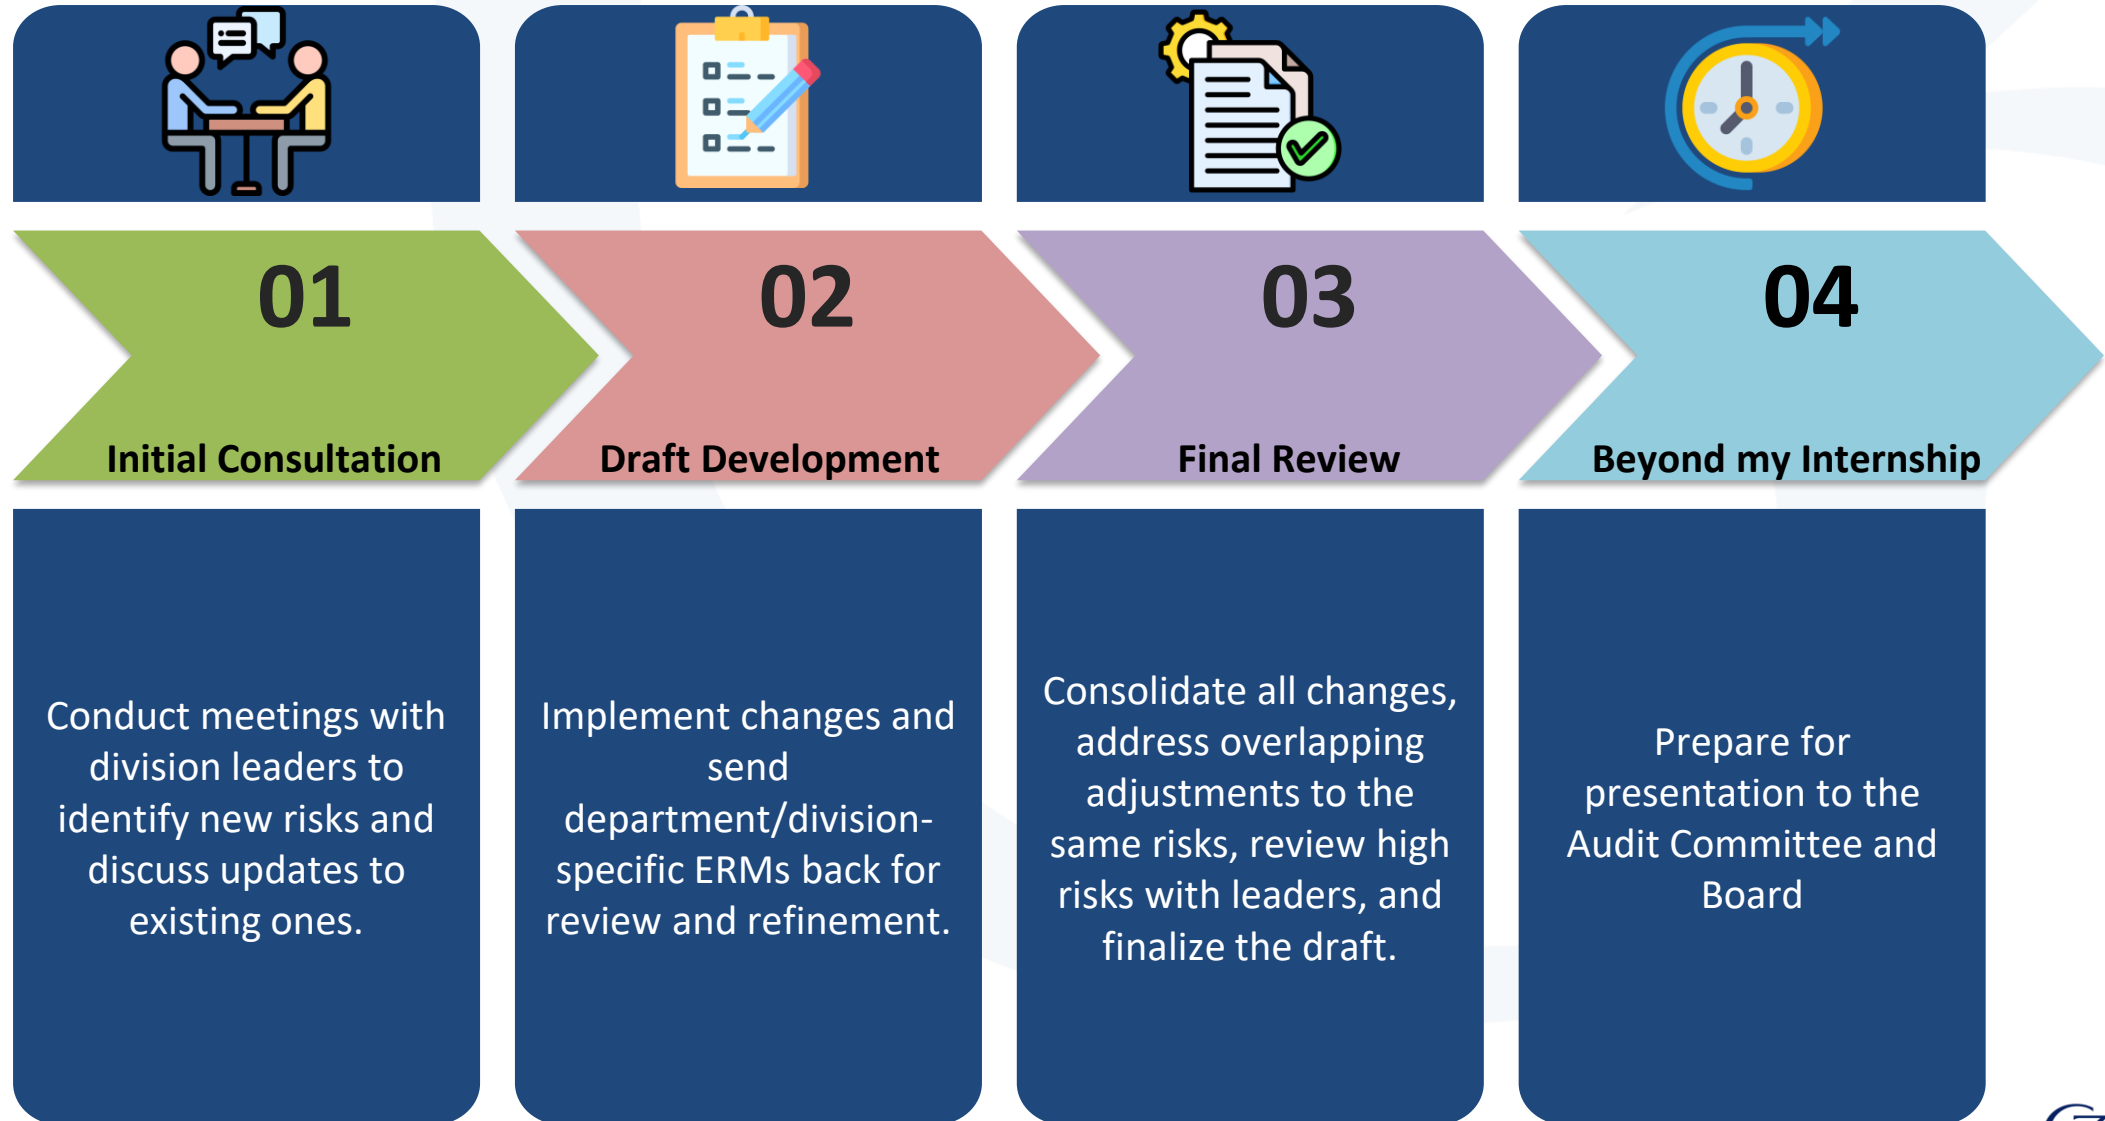 01
Initial Consultation
Conduct meetings with
division leaders to
identify new risks and
discuss updates to
existing ones.
02
Draft Development
Implement changes and
send
department/division-
specific ERMs back for
review and refinement.
03
Final Review
Consolidate all changes,
address overlapping
adjustments to the
same risks, review high
risks with leaders, and
finalize the draft.
04
Beyond my Internship
Prepare for
presentation to the
Audit Committee and
Board